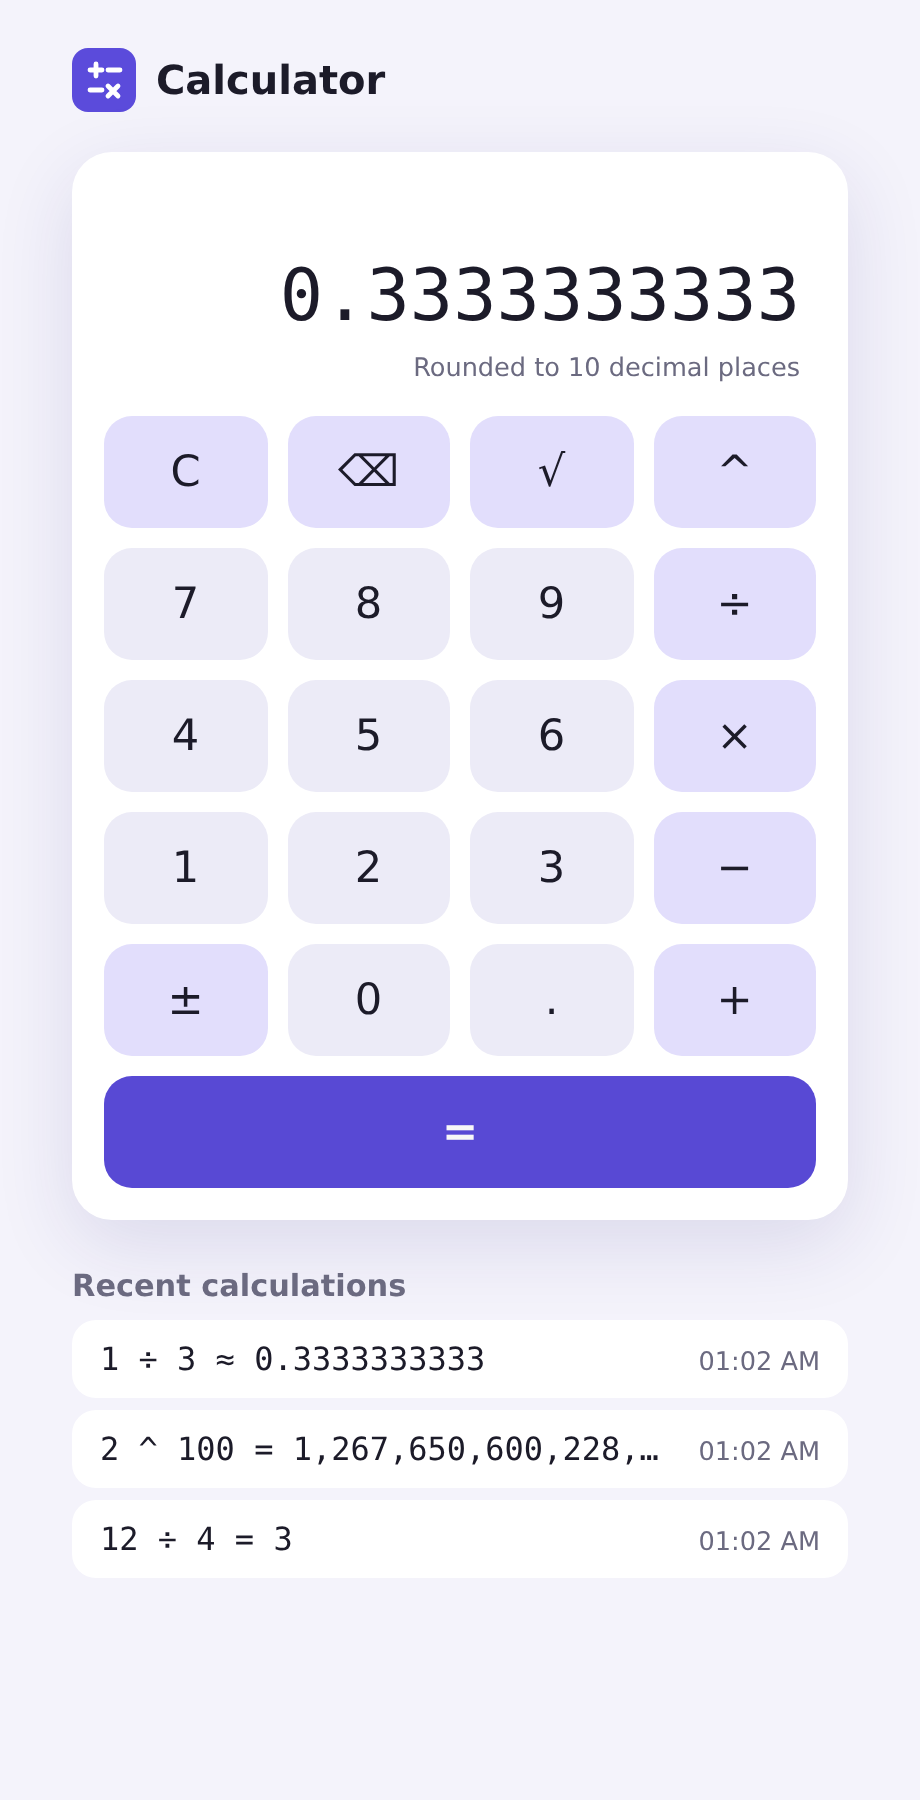 Calculator
0.3333333333
Rounded to 10 decimal places
C ⌫ √ ^
7 8 9 ÷
4 5 6 ×
1 2 3 −
± 0 . +
=
Recent calculations
1 ÷ 3 ≈ 0.3333333333 01:02 AM
2 ^ 100 = 1,267,650,600,228,… 01:02 AM
12 ÷ 4 = 3 01:02 AM